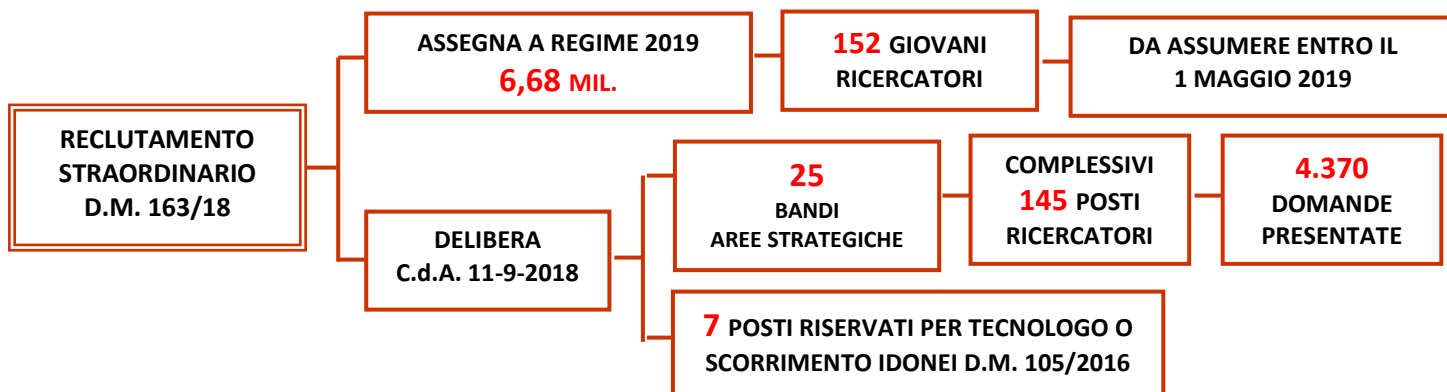 RECLUTAMENTO
STRAORDINARIO
D.M. 163/18
ASSEGNA A REGIME 2019
6,68 MIL.
152 GIOVANI
RICERCATORI
DA ASSUMERE ENTRO IL
1 MAGGIO 2019
DELIBERA
C.d.A. 11-9-2018
25
BANDI
AREE STRATEGICHE
COMPLESSIVI
145 POSTI
RICERCATORI
4.370
DOMANDE
PRESENTATE
7 POSTI RISERVATI PER TECNOLOGO O
SCORRIMENTO IDONEI D.M. 105/2016